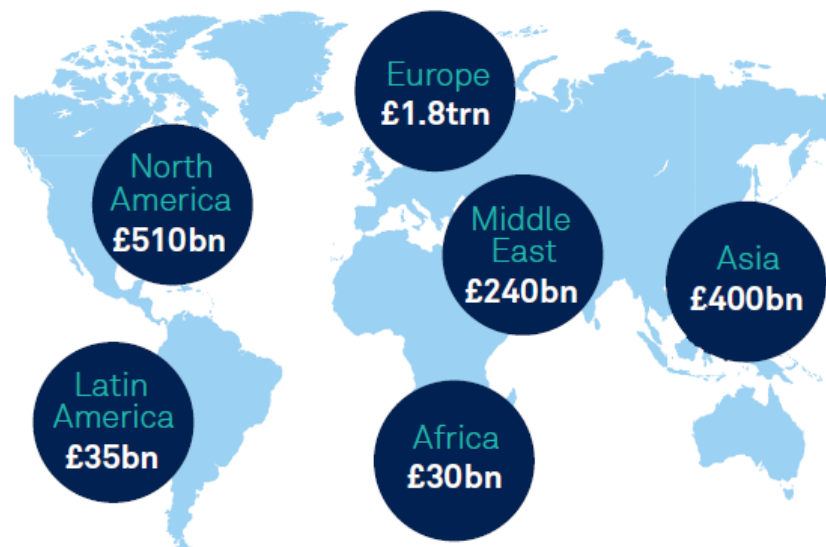 Europe
£1.8trn
North
America
£510bn
Middle
East
£240bn
Asia
£400bn
Latin
America
£35bn
Africa
£30bn